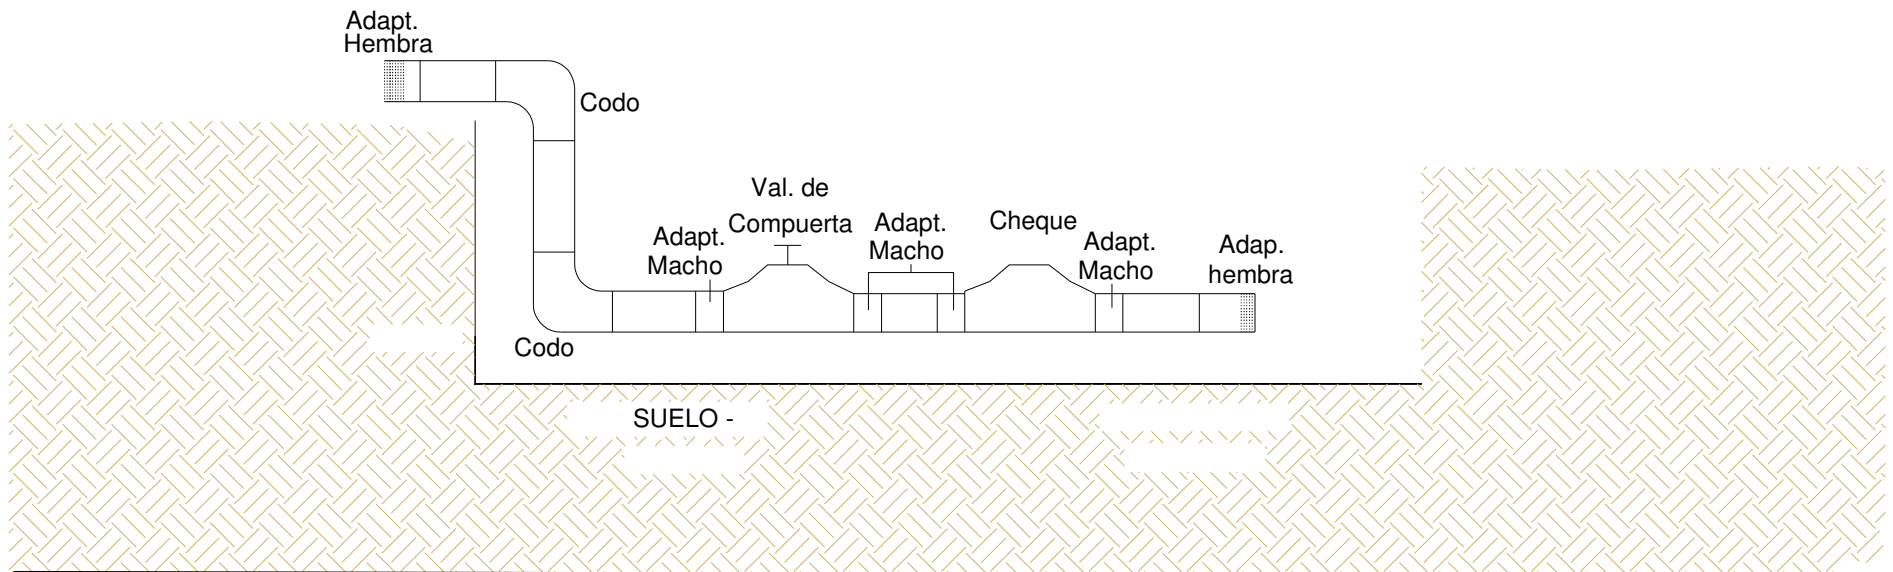 Adapt.
Hembra
Codo
Val. de
Compuerta
Adapt.
Macho
Adapt.
Macho
Cheque
Adapt.
Macho
Adap.
hembra
Codo
SUELO -